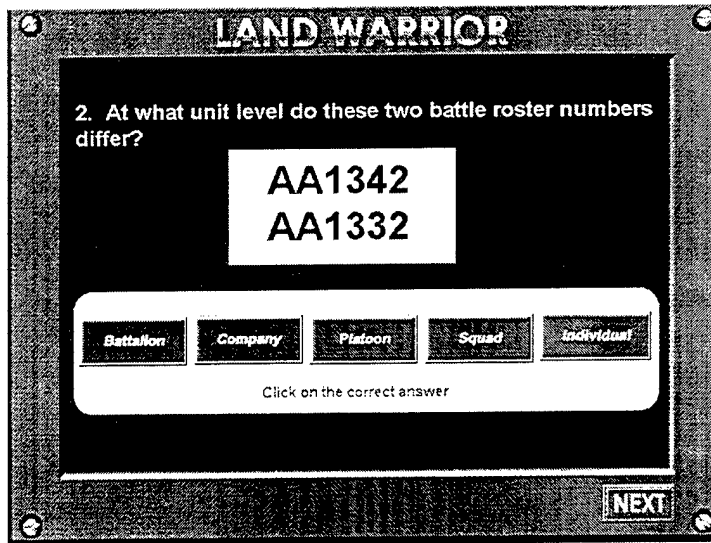 LAND WARRIOR
2. At what unit level do these two battle roster numbers
differ?
AA1342
AA1332
Battalion
Company
Platoon
Squad
Individual
Click on the correct answer
NEXT